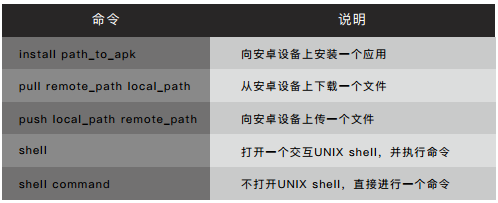 命令 说明
install path_to_apk 向安卓设备上安装一个应用
pull remote_path local_path 从安卓设备上下载一个文件
push local_path remote_path 向安卓设备上传一个文件
shell 打开一个交互UNIX shell，并执行命令
shell command 不打开UNIX shell，直接进行一个命令